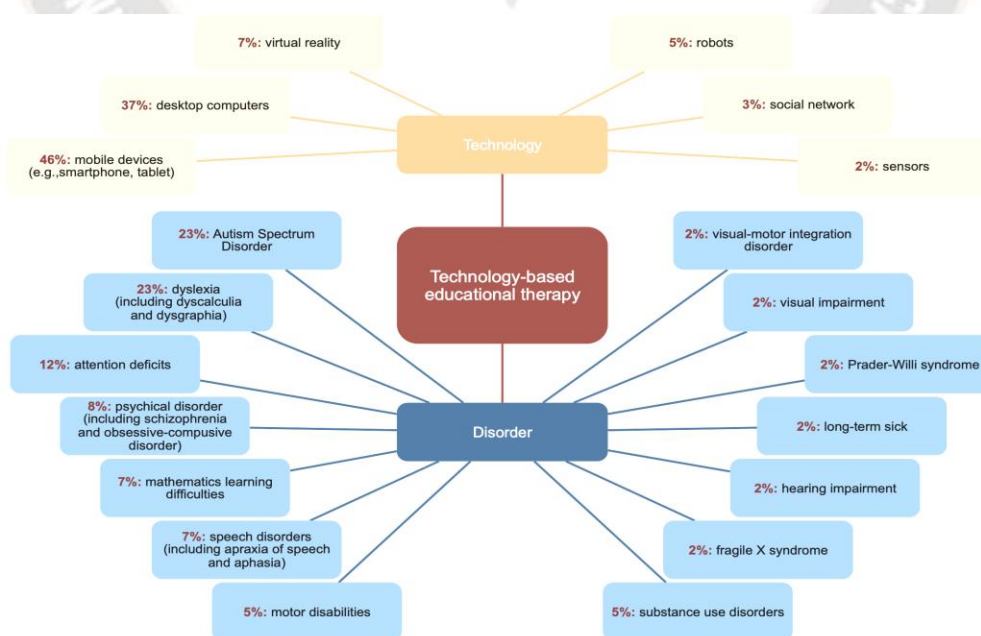 7%: virtual reality
5%: robots
37%: desktop computers
3%: social network
Technology
46%: mobile devices
(e.g.,smartphone, tablet)
2%: sensors
23%: Autism Spectrum
Disorder
2%: visual-motor integration
disorder
Technology-based
educational therapy
23%: dyslexia
(including dyscalculia
and dysgraphia)
2%: visual impairment
12%: attention deficits
2%: Prader-Willi syndrome
8%: psychical disorder
(including schizophrenia
and obsessive-compusive
disorder)
Disorder
2%: long-term sick
7%: mathematics learning
difficulties
2%: hearing impairment
7%: speech disorders
(including apraxia of speech
and aphasia)
2%: fragile X syndrome
5%: motor disabilities
5%: substance use disorders